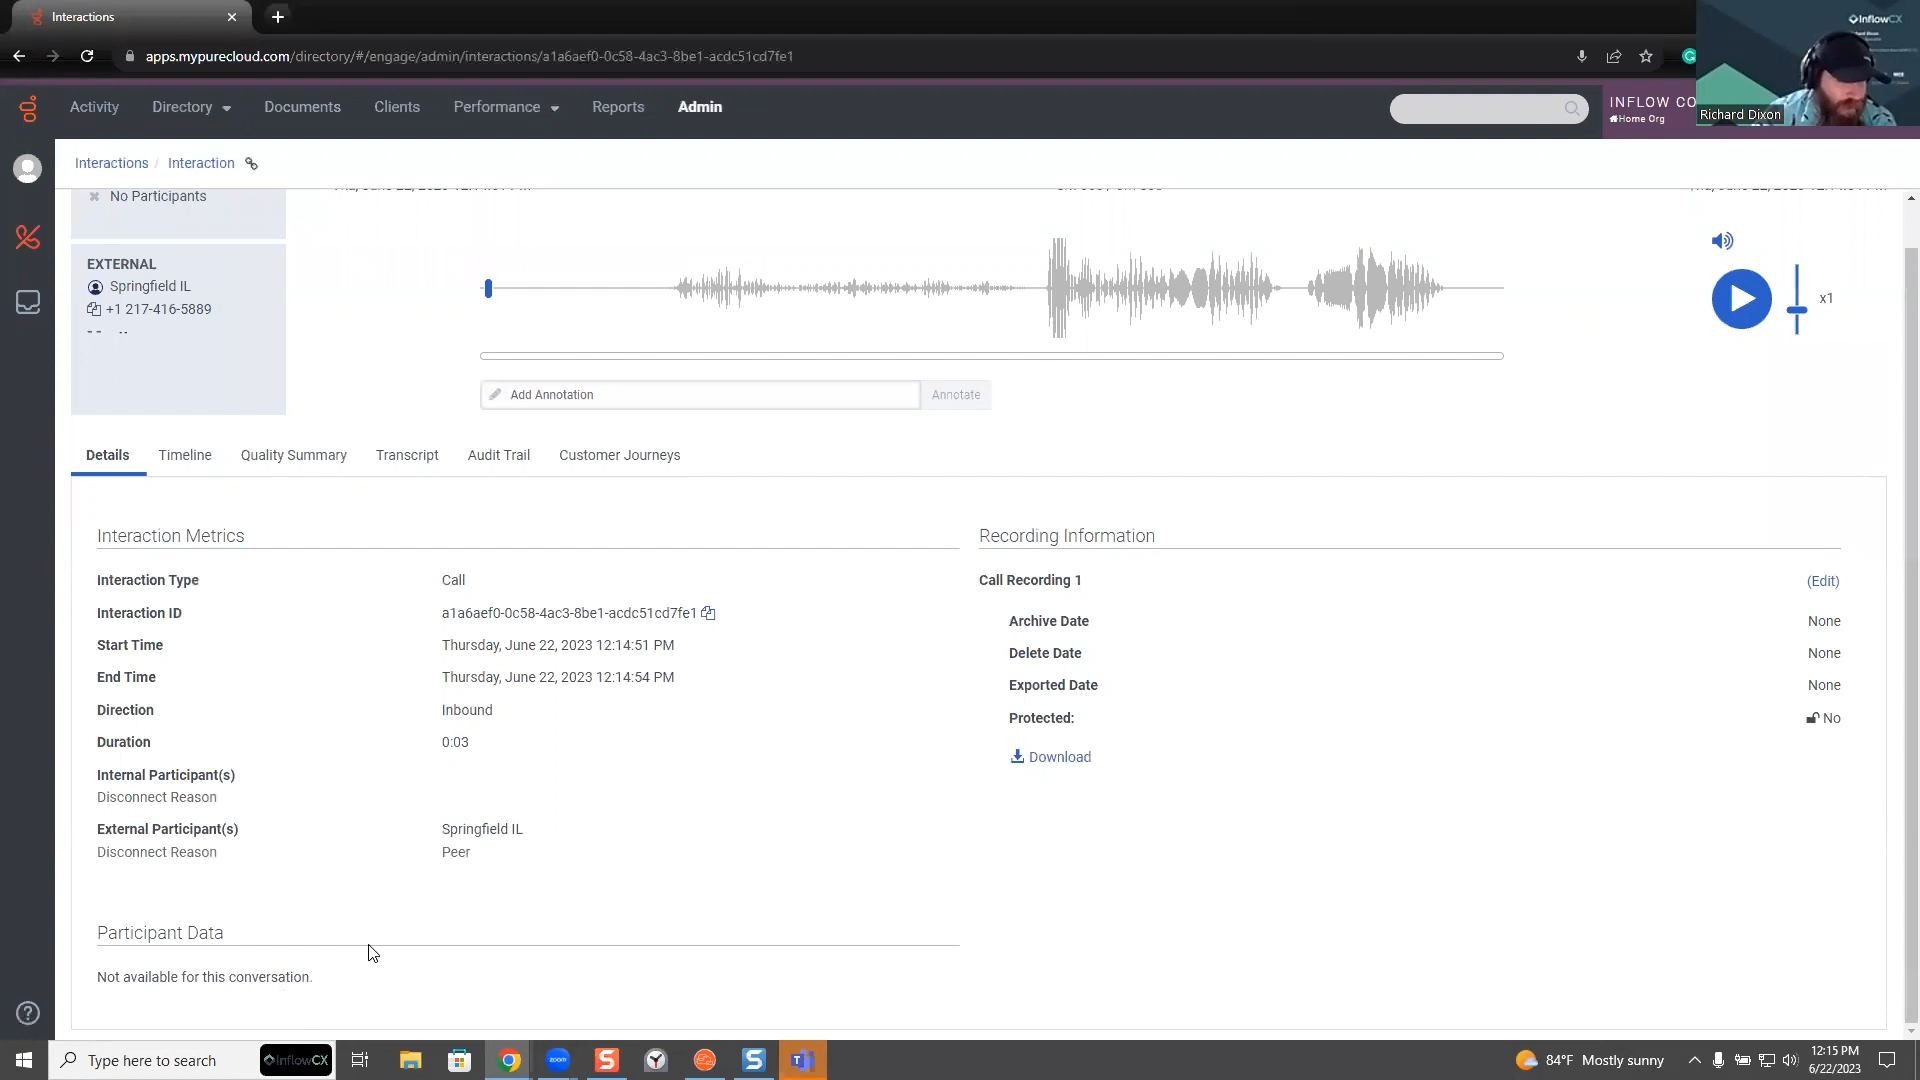 Interactions
apps.mypurecloud.com/directory/#/engage/admin/interactions/a1a6aef0-0c58-4ac3-8be1-acdc51cd7fe1
InflowCX
Richard Dixon
Activity
Directory
Documents
Clients
Performance
Reports
Admin
INFLOW CO
Home Org
Interactions / Interaction
No Participants
EXTERNAL
Springfield IL
+1 217-416-5889
x1
Add Annotation
Annotate
Details
Timeline
Quality Summary
Transcript
Audit Trail
Customer Journeys
Interaction Metrics
Interaction Type Call
Interaction ID a1a6aef0-0c58-4ac3-8be1-acdc51cd7fe1
Start Time Thursday, June 22, 2023 12:14:51 PM
End Time Thursday, June 22, 2023 12:14:54 PM
Direction Inbound
Duration 0:03
Internal Participant(s)
Disconnect Reason
External Participant(s) Springfield IL
Disconnect Reason Peer
Participant Data
Not available for this conversation.
Recording Information
Call Recording 1 (Edit)
Archive Date None
Delete Date None
Exported Date None
Protected: No
Download
Type here to search
InflowCX
zoom
84°F Mostly sunny
12:15 PM
6/22/2023